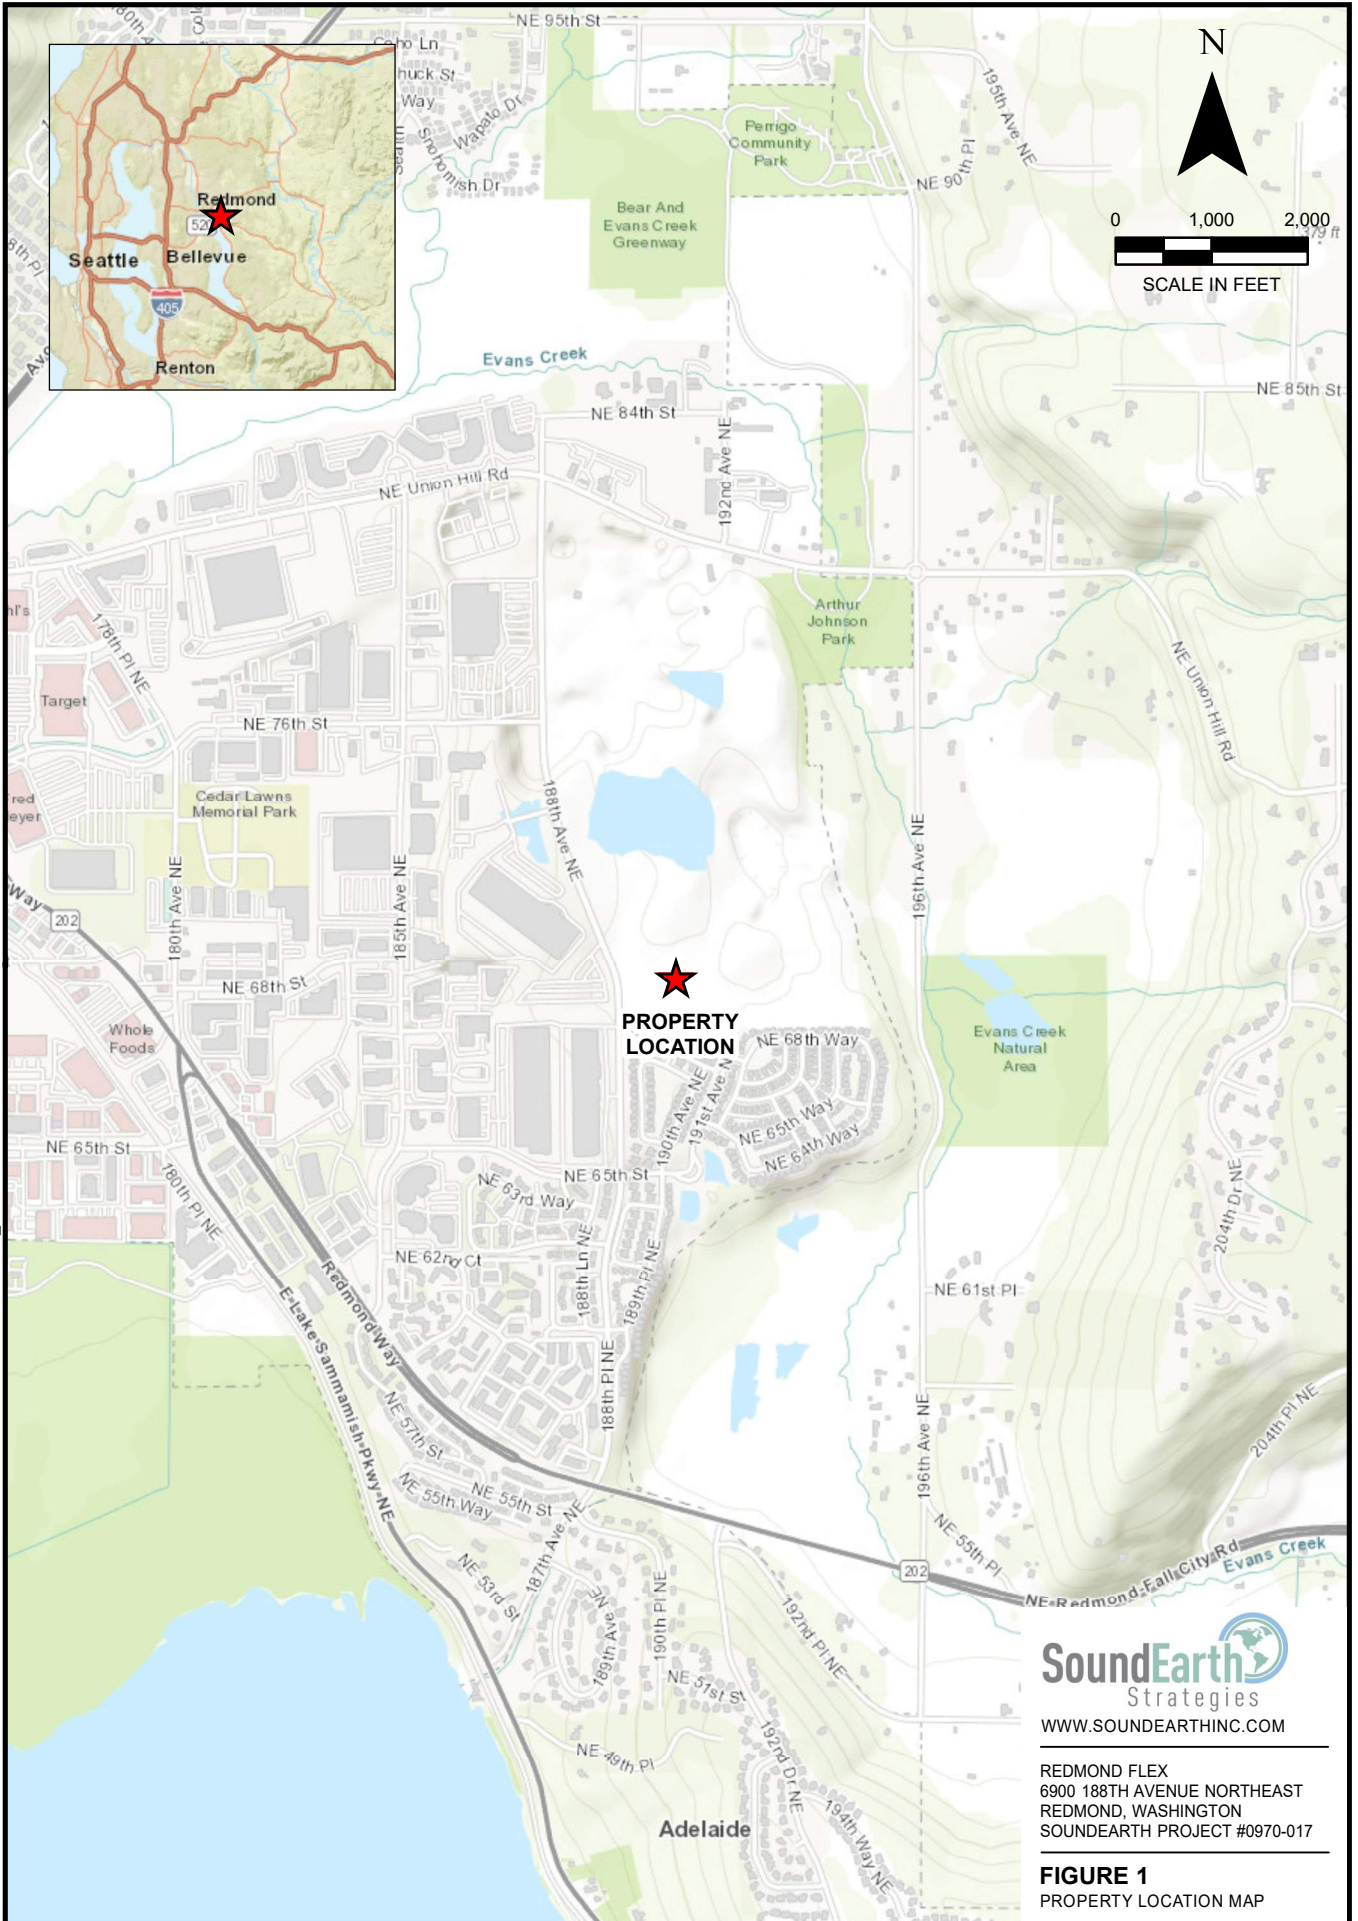 NE 95th St
Coho Ln
huck St
Way
Wapato Dr
Snohomish Dr
195th Ave NE
N
Perrigo
Community
Park
NE 90th Pl
Bear And
Evans Creek
Greenway
0 1,000 2,000
379 ft
SCALE IN FEET
Redmond
520
Seattle
Bellevue
405
Renton
8th Pl
Evans Creek
NE 84th St
NE 85th St
192nd Ave NE
NE Union Hill Rd
Arthur
Johnson
Park
hl's
178th Pl NE
Target
NE Union Hill Rd
NE 76th St
Cedar Lawns
Memorial Park
red
eyer
188th Ave NE
180th Ave NE
185th Ave NE
196th Ave NE
Way
202
NE 68th St
PROPERTY
LOCATION
Whole
Foods
NE 68th Way
Evans Creek
Natural
Area
190th Ave NE
191st Ave N
NE 65th Way
NE 64th Way
NE 65th St
NE 65th St
180th Pl NE
NE 63rd Way
204th Dr NE
NE 62nd Ct
188th Ln NE
189th Pl NE
NE 61st Pl
E Lake Sammamish Pkwy NE
Redmond Way
188th Pl NE
NE 57th St
196th Ave NE
204th Pl NE
NE 55th Way
NE 55th St
187th Ave NE
NE 55th Pl
202
NE Redmond-Fall City Rd
Evans Creek
NE 53rd St
189th Ave NE
190th Pl NE
192nd Pl NE
NE 51st St
NE 49th Pl
192nd Dr NE
194th Way NE
Adelaide
SoundEarth
Strategies
WWW.SOUNDEARTHINC.COM
REDMOND FLEX
6900 188TH AVENUE NORTHEAST
REDMOND, WASHINGTON
SOUNDEARTH PROJECT #0970-017
FIGURE 1
PROPERTY LOCATION MAP